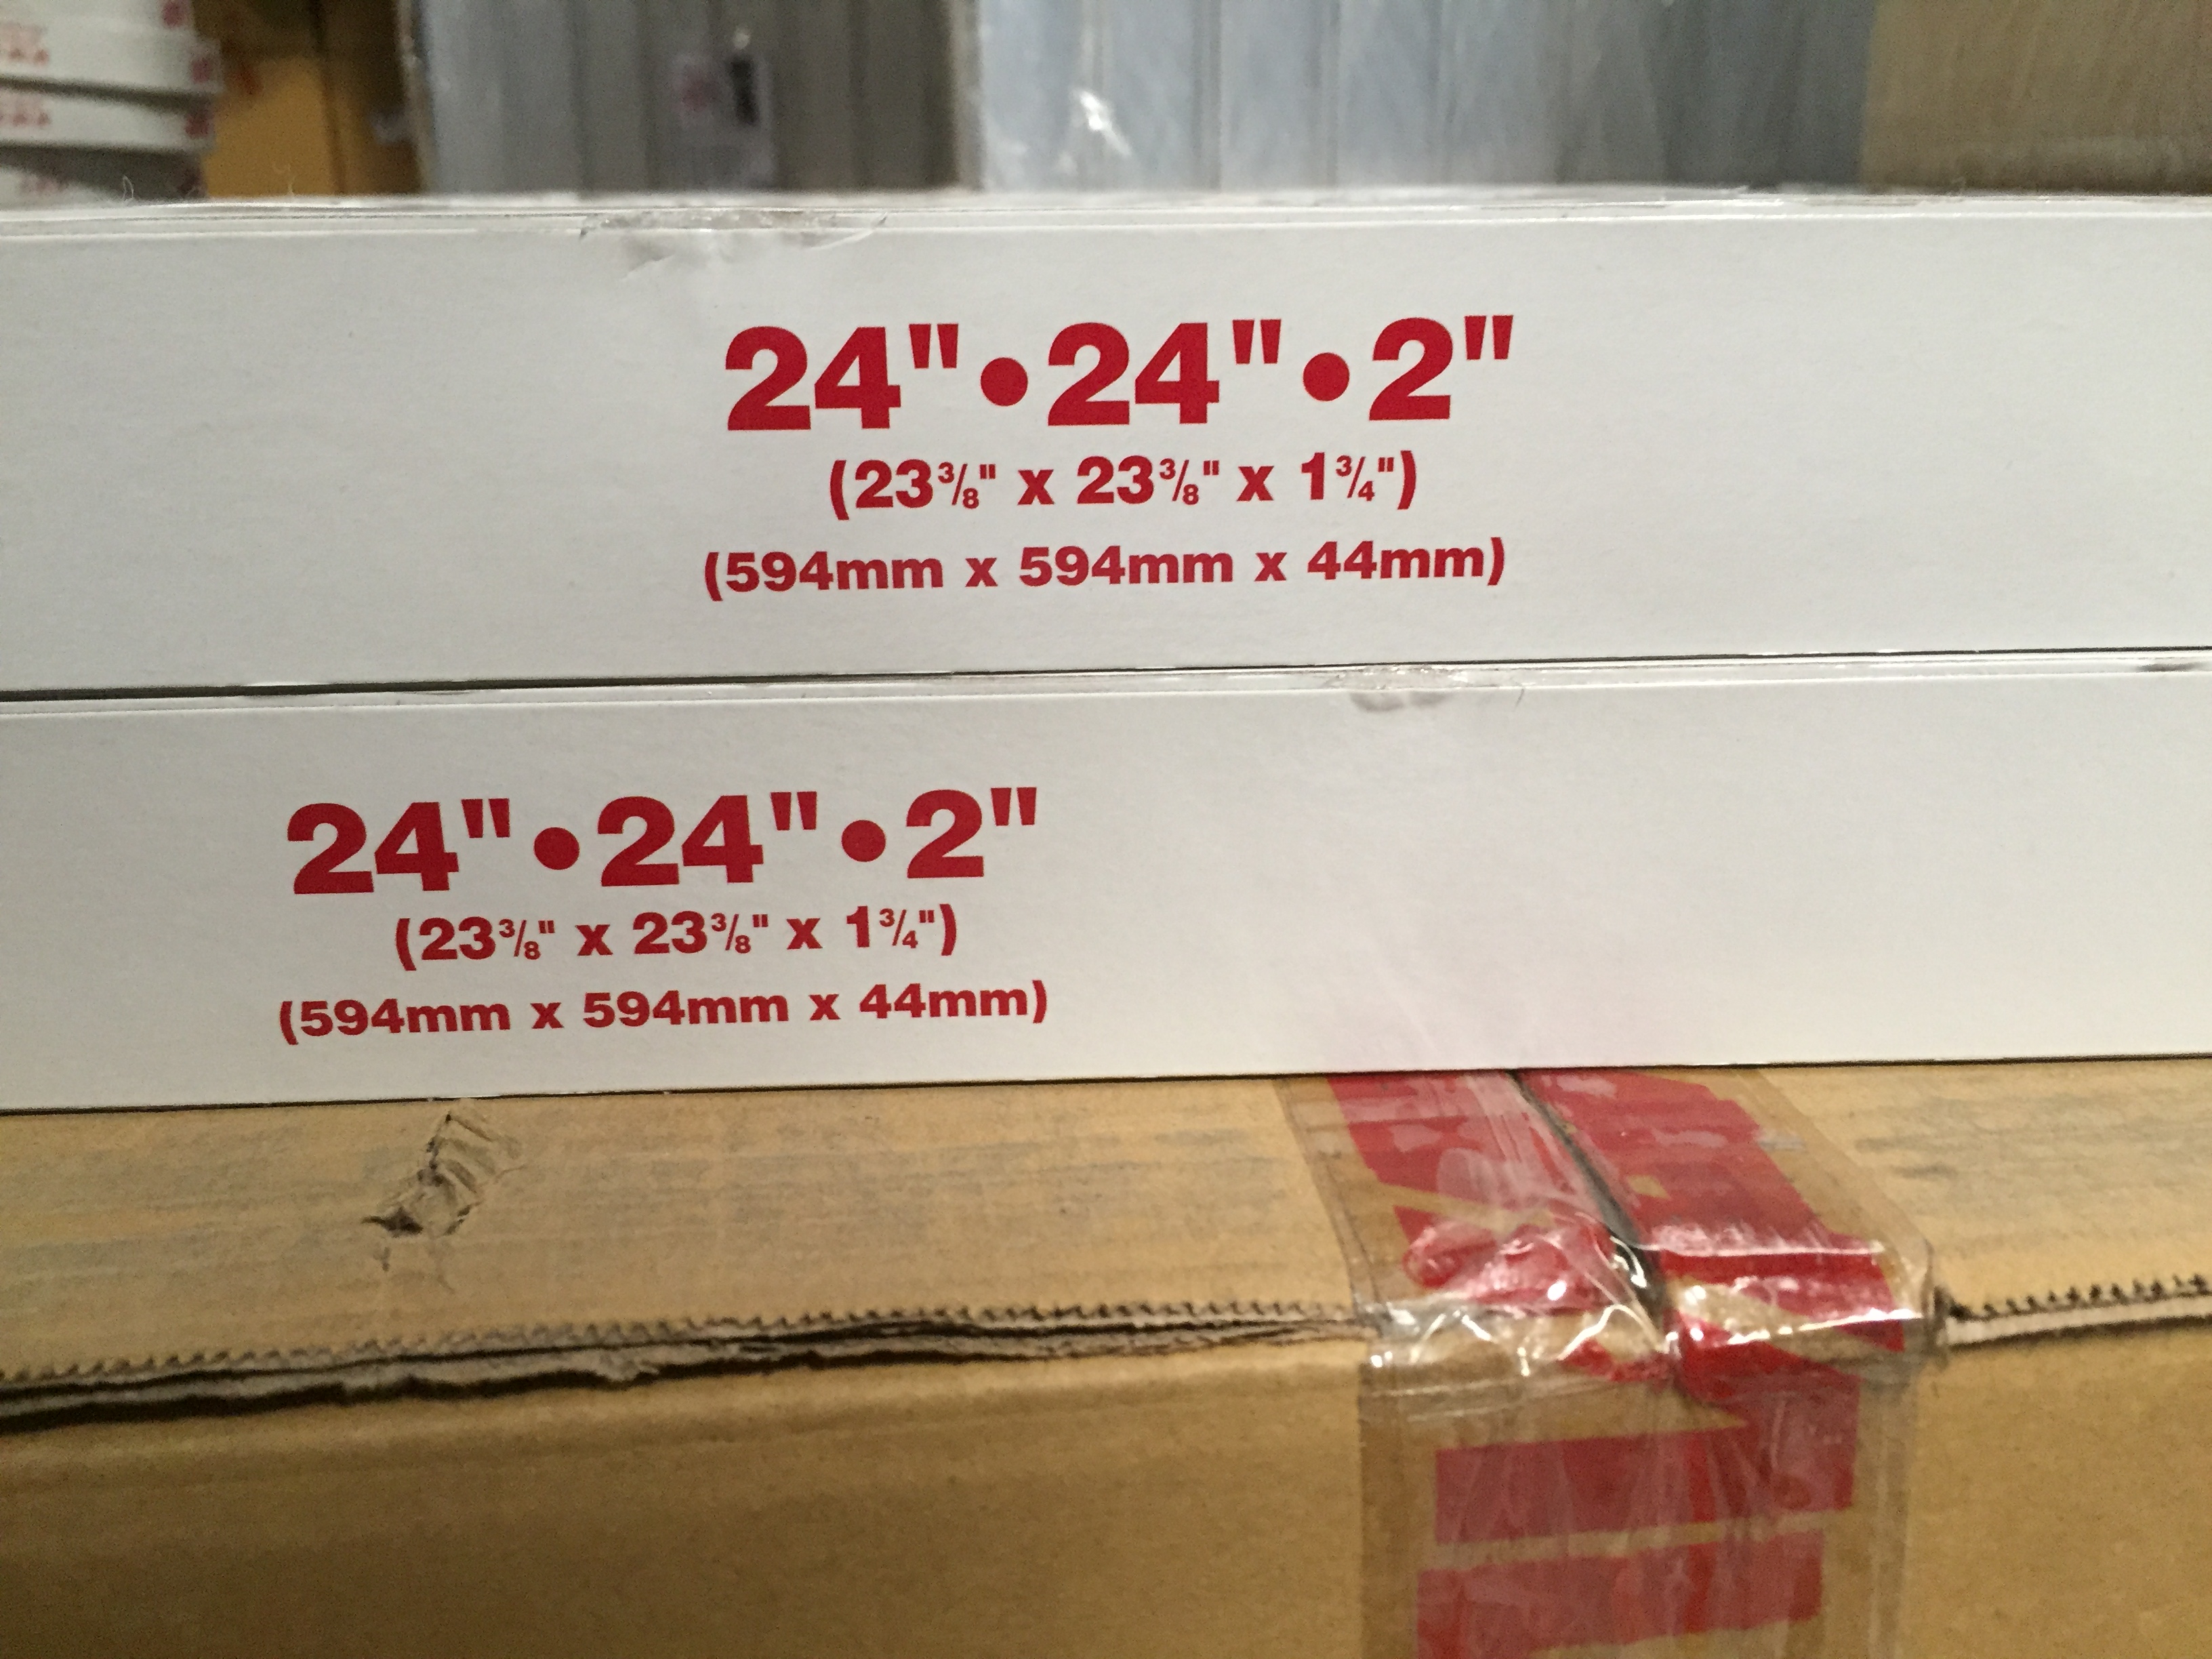 24"•24"•2"
(23⅜" x 23⅜" x 1¾")
(594mm x 594mm x 44mm)
24"•24"•2"
(23⅜" x 23⅜" x 1¾")
(594mm x 594mm x 44mm)